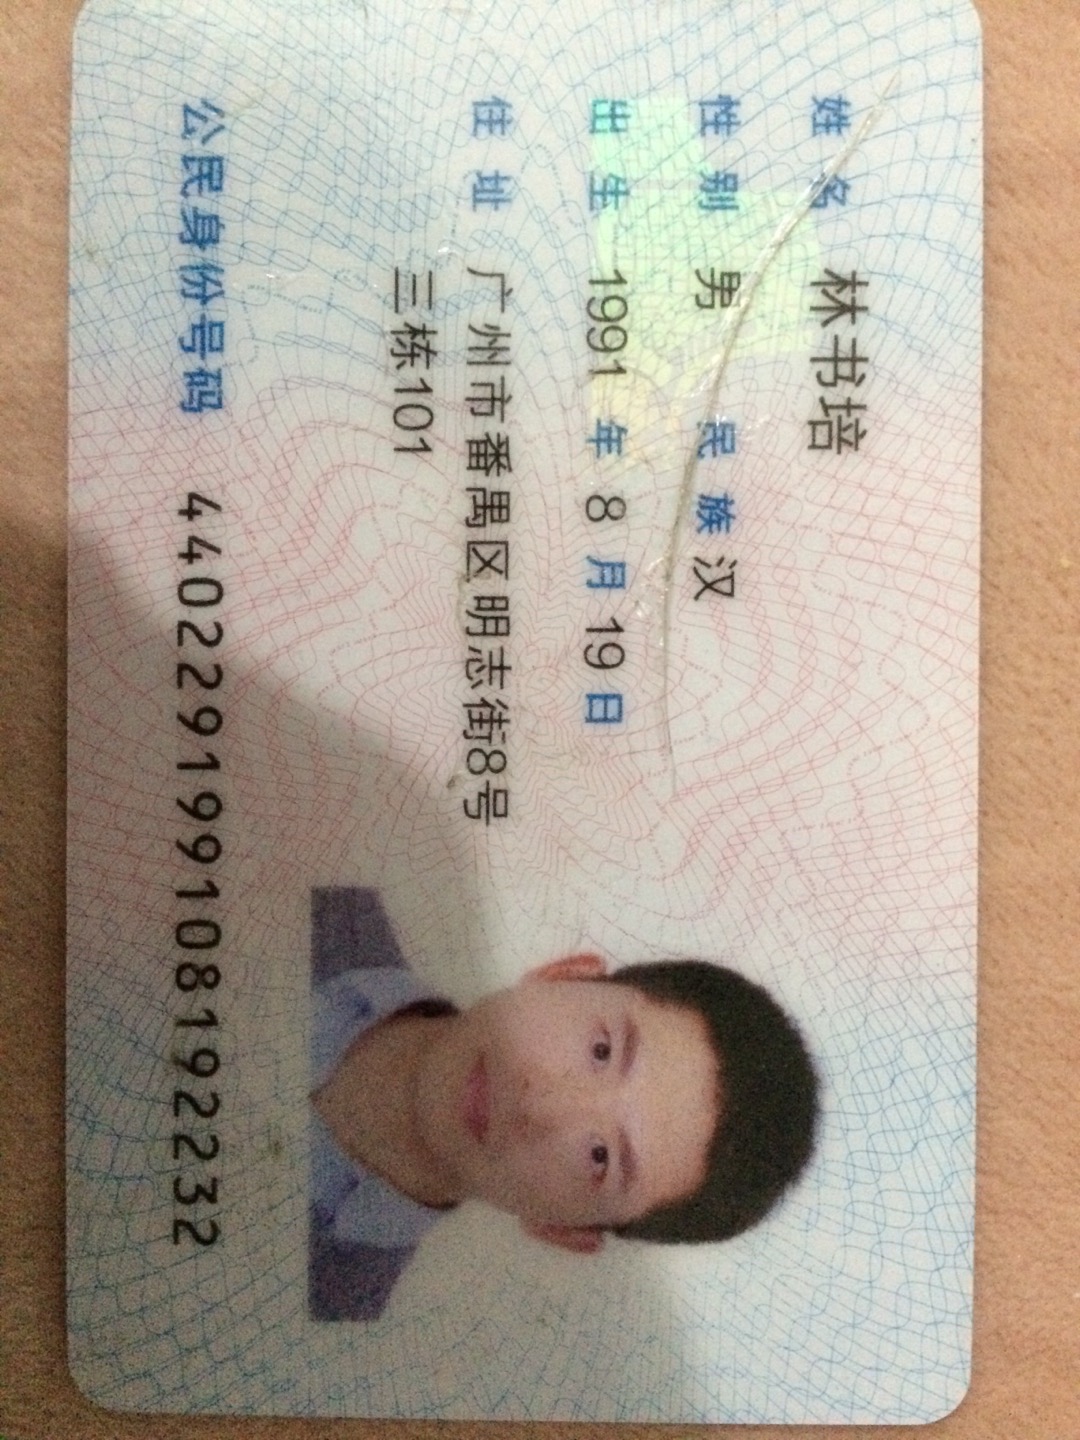 姓名 林书培
性别 男 民族 汉
出生 1991 年 8 月 19 日
住址 广州市番禺区明志街8号
三栋101
公民身份号码 440229199108192232